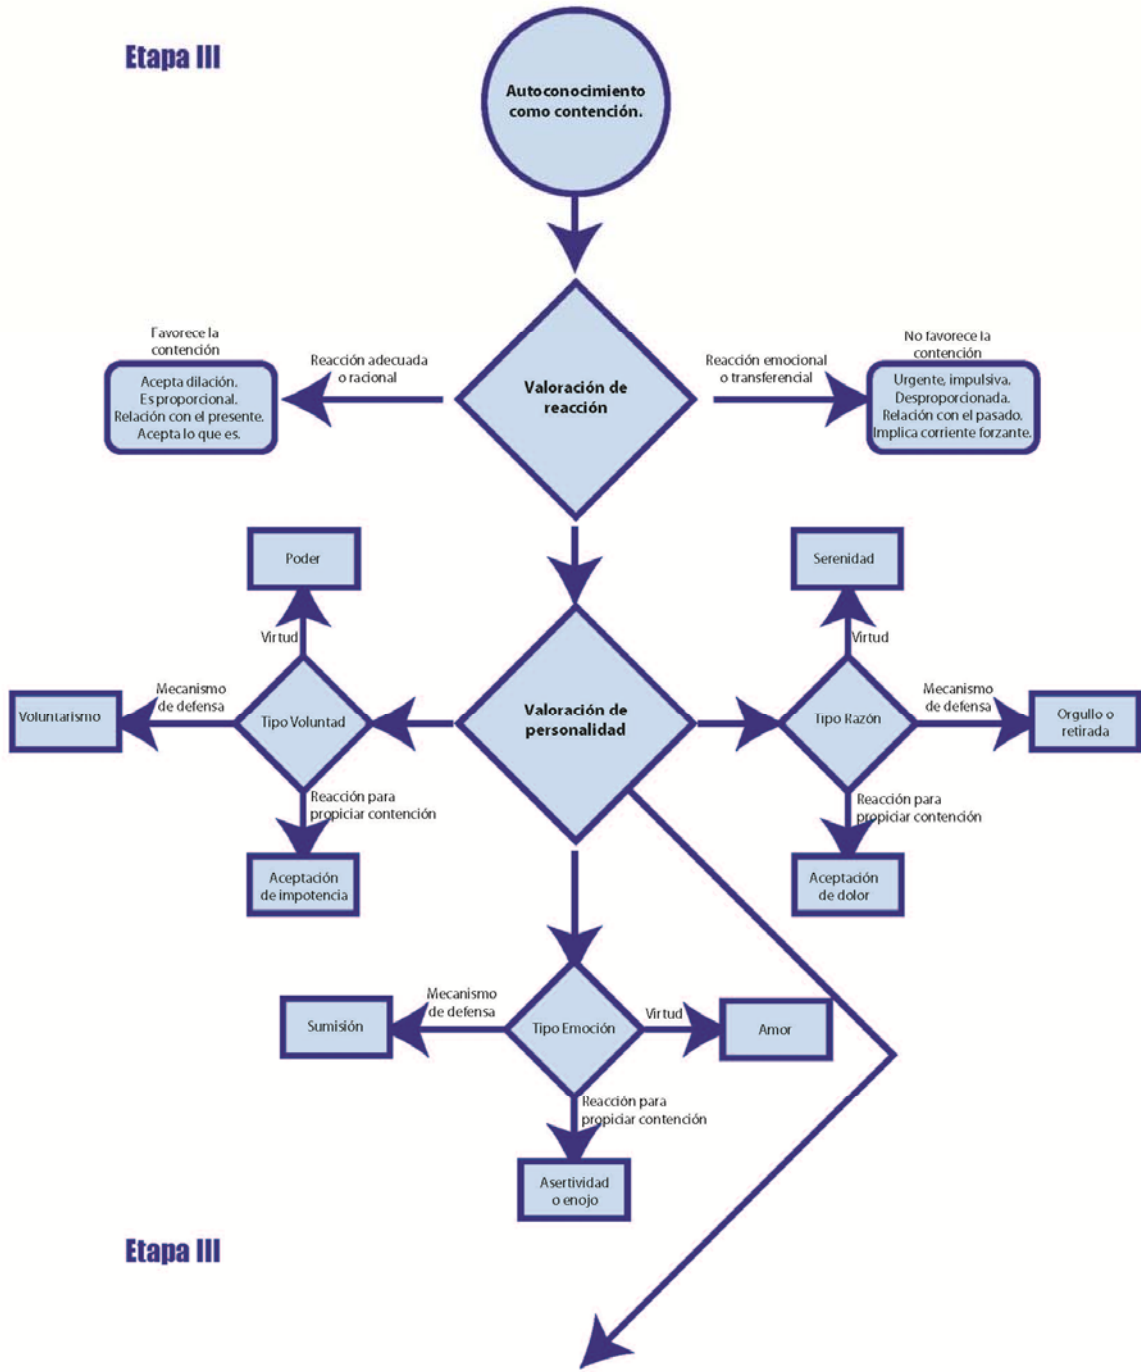 Etapa III
Autoconocimiento
como contención.
Favorece la
contención
Acepta dilación.
Es proporcional.
Relación con el presente.
Acepta lo que es.
Reacción adecuada
o racional
Valoración de
reacción
Reacción emocional
o transferencial
No favorece la
contención
Urgente, impulsiva.
Desproporcionada.
Relación con el pasado.
Implica corriente forzante.
Poder
Serenidad
Virtud
Virtud
Voluntarismo
Mecanismo
de defensa
Tipo Voluntad
Valoración de
personalidad
Tipo Razón
Mecanismo
de defensa
Orgullo o
retirada
Reacción para
propiciar contención
Reacción para
propiciar contención
Aceptación
de impotencia
Aceptación
de dolor
Sumisión
Mecanismo
de defensa
Tipo Emoción
Virtud
Amor
Reacción para
propiciar contención
Asertividad
o enojo
Etapa III